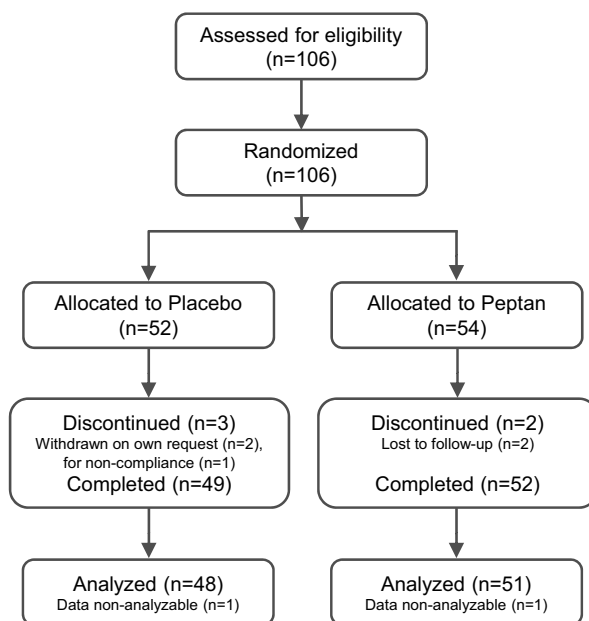 Assessed for eligibility
(n=106)
Randomized
(n=106)
Allocated to Placebo
(n=52)
Allocated to Peptan
(n=54)
Discontinued (n=3)
Withdrawn on own request (n=2),
for non-compliance (n=1)
Completed (n=49)
Discontinued (n=2)
Lost to follow-up (n=2)
Completed (n=52)
Analyzed (n=48)
Data non-analyzable (n=1)
Analyzed (n=51)
Data non-analyzable (n=1)